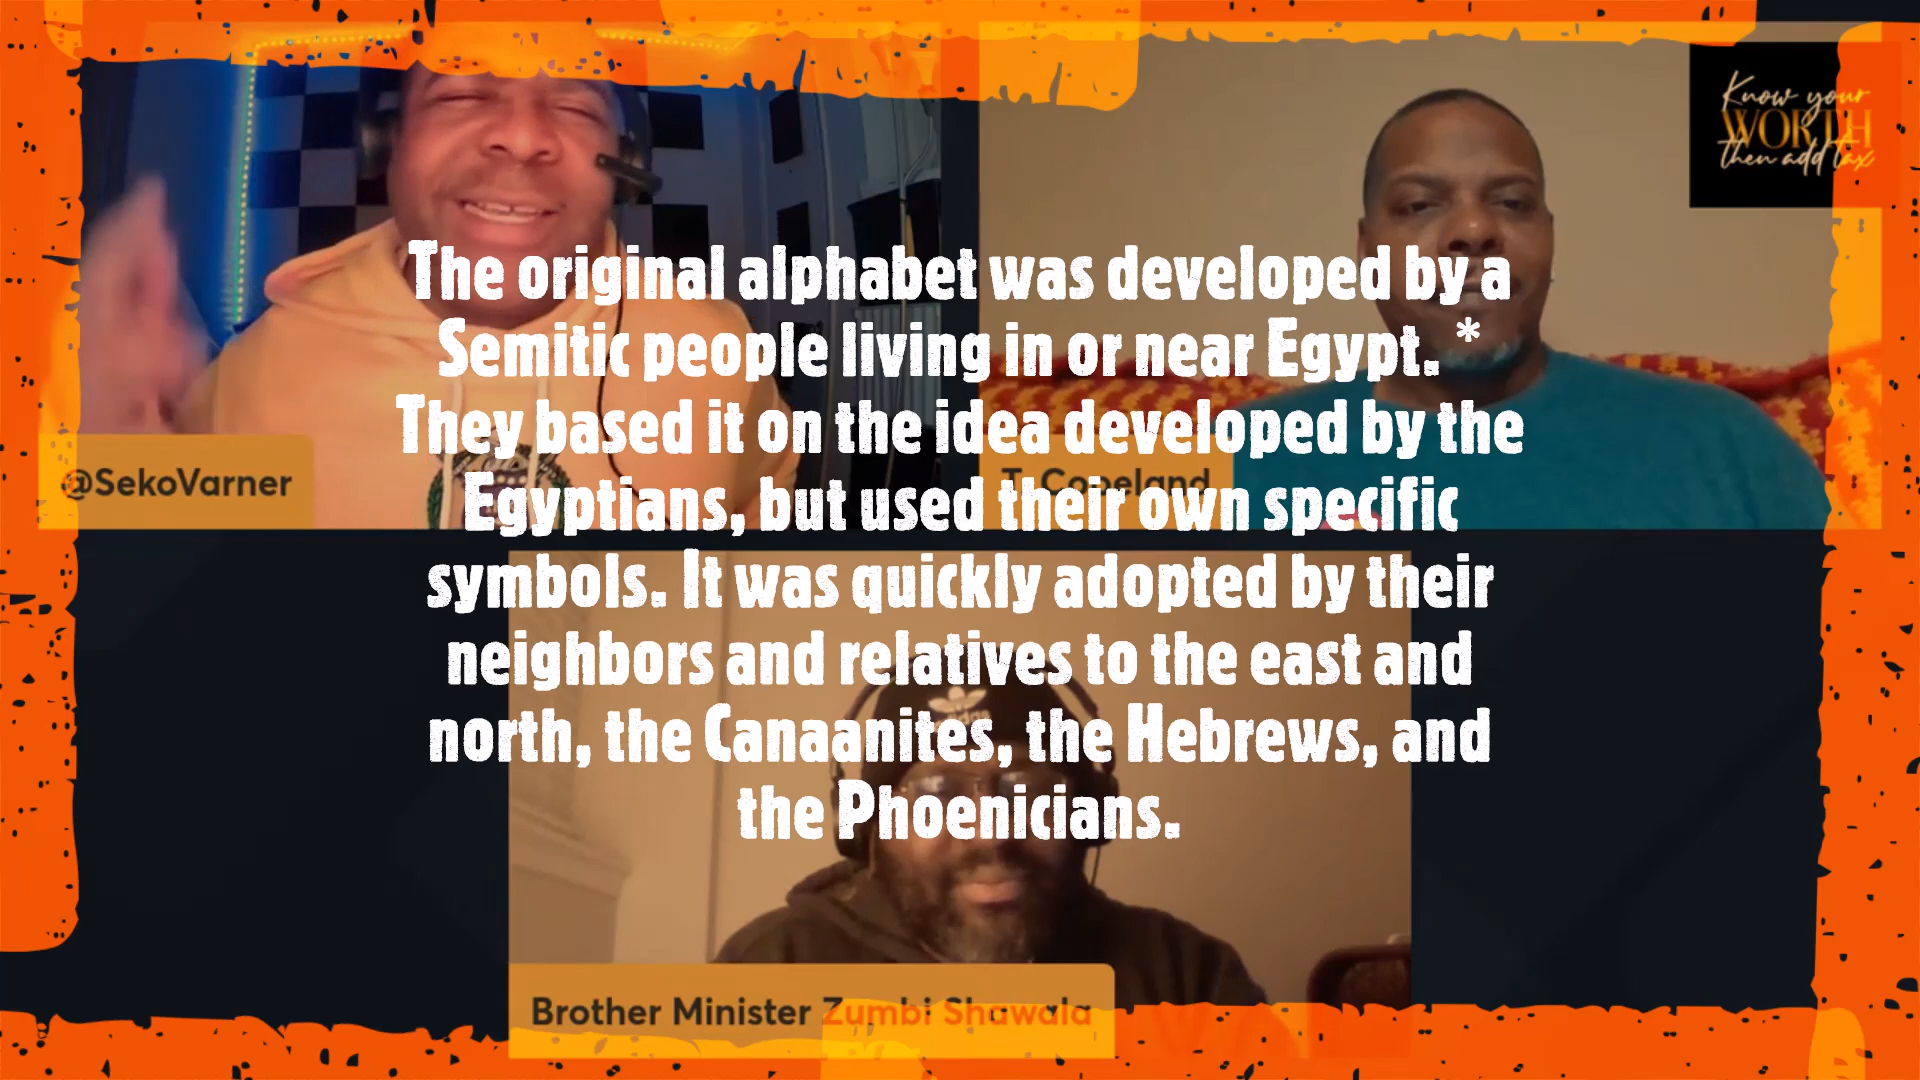 Know your
WORTH
then add tax
The original alphabet was developed by a
Semitic people living in or near Egypt. *
They based it on the idea developed by the
Egyptians, but used their own specific
symbols. It was quickly adopted by their
neighbors and relatives to the east and
north, the Canaanites, the Hebrews, and
the Phoenicians.
@SekoVarner
T. Copeland
adidas
Brother Minister Zumbi Shawala